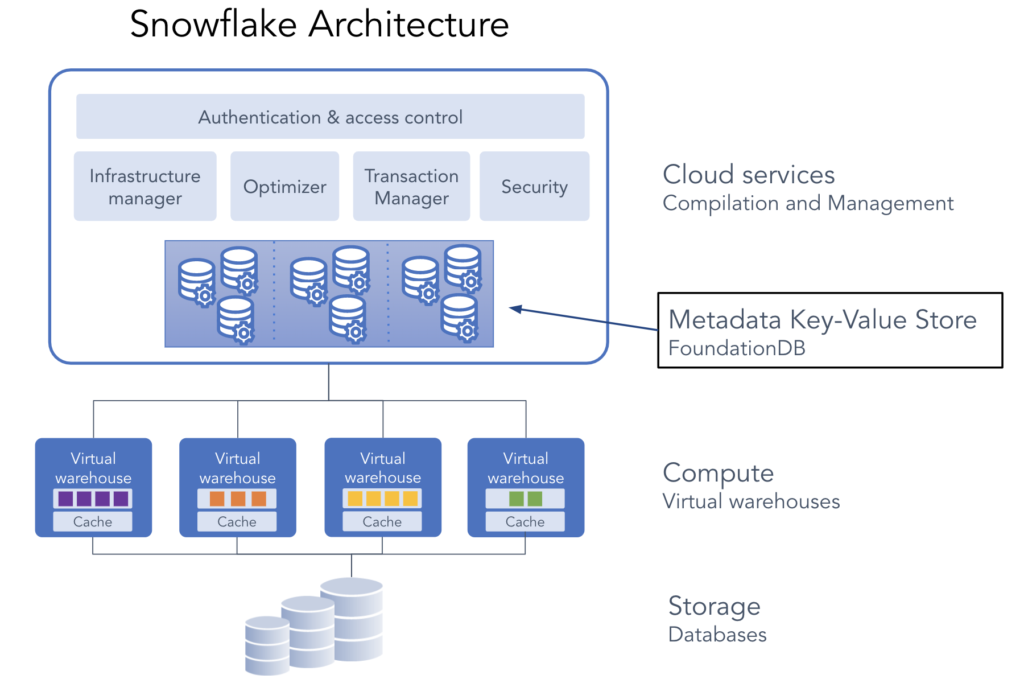 Snowflake Architecture
Authentication & access control
Infrastructure
manager
Optimizer
Transaction
Manager
Security
Cloud services
Compilation and Management
Metadata Key-Value Store
FoundationDB
Virtual
warehouse
Cache
Virtual
warehouse
Cache
Virtual
warehouse
Cache
Virtual
warehouse
Cache
Compute
Virtual warehouses
Storage
Databases